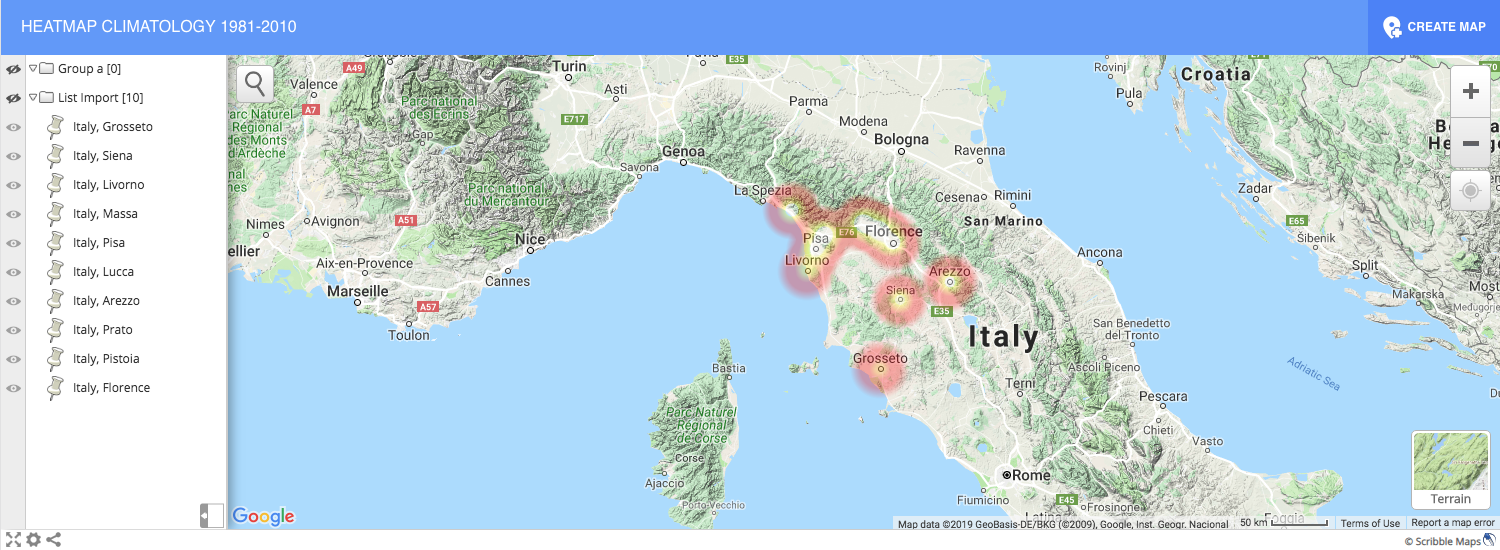 HEATMAP CLIMATOLOGY 1981-2010
CREATE MAP
Group a [0]
List Import [10]
Italy, Grosseto
Italy, Siena
Italy, Livorno
Italy, Massa
Italy, Pisa
Italy, Lucca
Italy, Arezzo
Italy, Prato
Italy, Pistoia
Italy, Florence
Turin
E35
Rovinj
E70
A49
Valence
Asti
Croatia
Pula
Parc national
des Ecrins
Parma
A7
Parc Naturel
Régional
des Monts
d'Ardèche
E717
Modena
Gap
Bologna
Genoa
Ravenna
Savona
La Spezia
Parc national
du Mercantour
Cesena
Rimini
Zadar
Nimes
Avignon
A51
San Marino
E65
Nice
E76
Florence
Pisa
Šibenik
Ancona
Aix-en-Provence
Livorno
Split
Cannes
Arezzo
Marseille
Siena
Makarska
A57
E35
Medugorje
Toulon
Italy
San Benedetto
del Tronto
Grosseto
Bastia
Ascoli Piceno
Adriatic Sea
Terni
Pescara
Parc Naturel
Régional
de Corse
Chieti
Vasto
Corse
Rome
Ajaccio
Fiumicino
E45
Frosinone
Porto-Vecchio
Terrain
Google
Foggia
Map data ©2019 GeoBasis-DE/BKG (©2009), Google, Inst. Geogr. Nacional
50 km
Terms of Use
Report a map error
© Scribble Maps